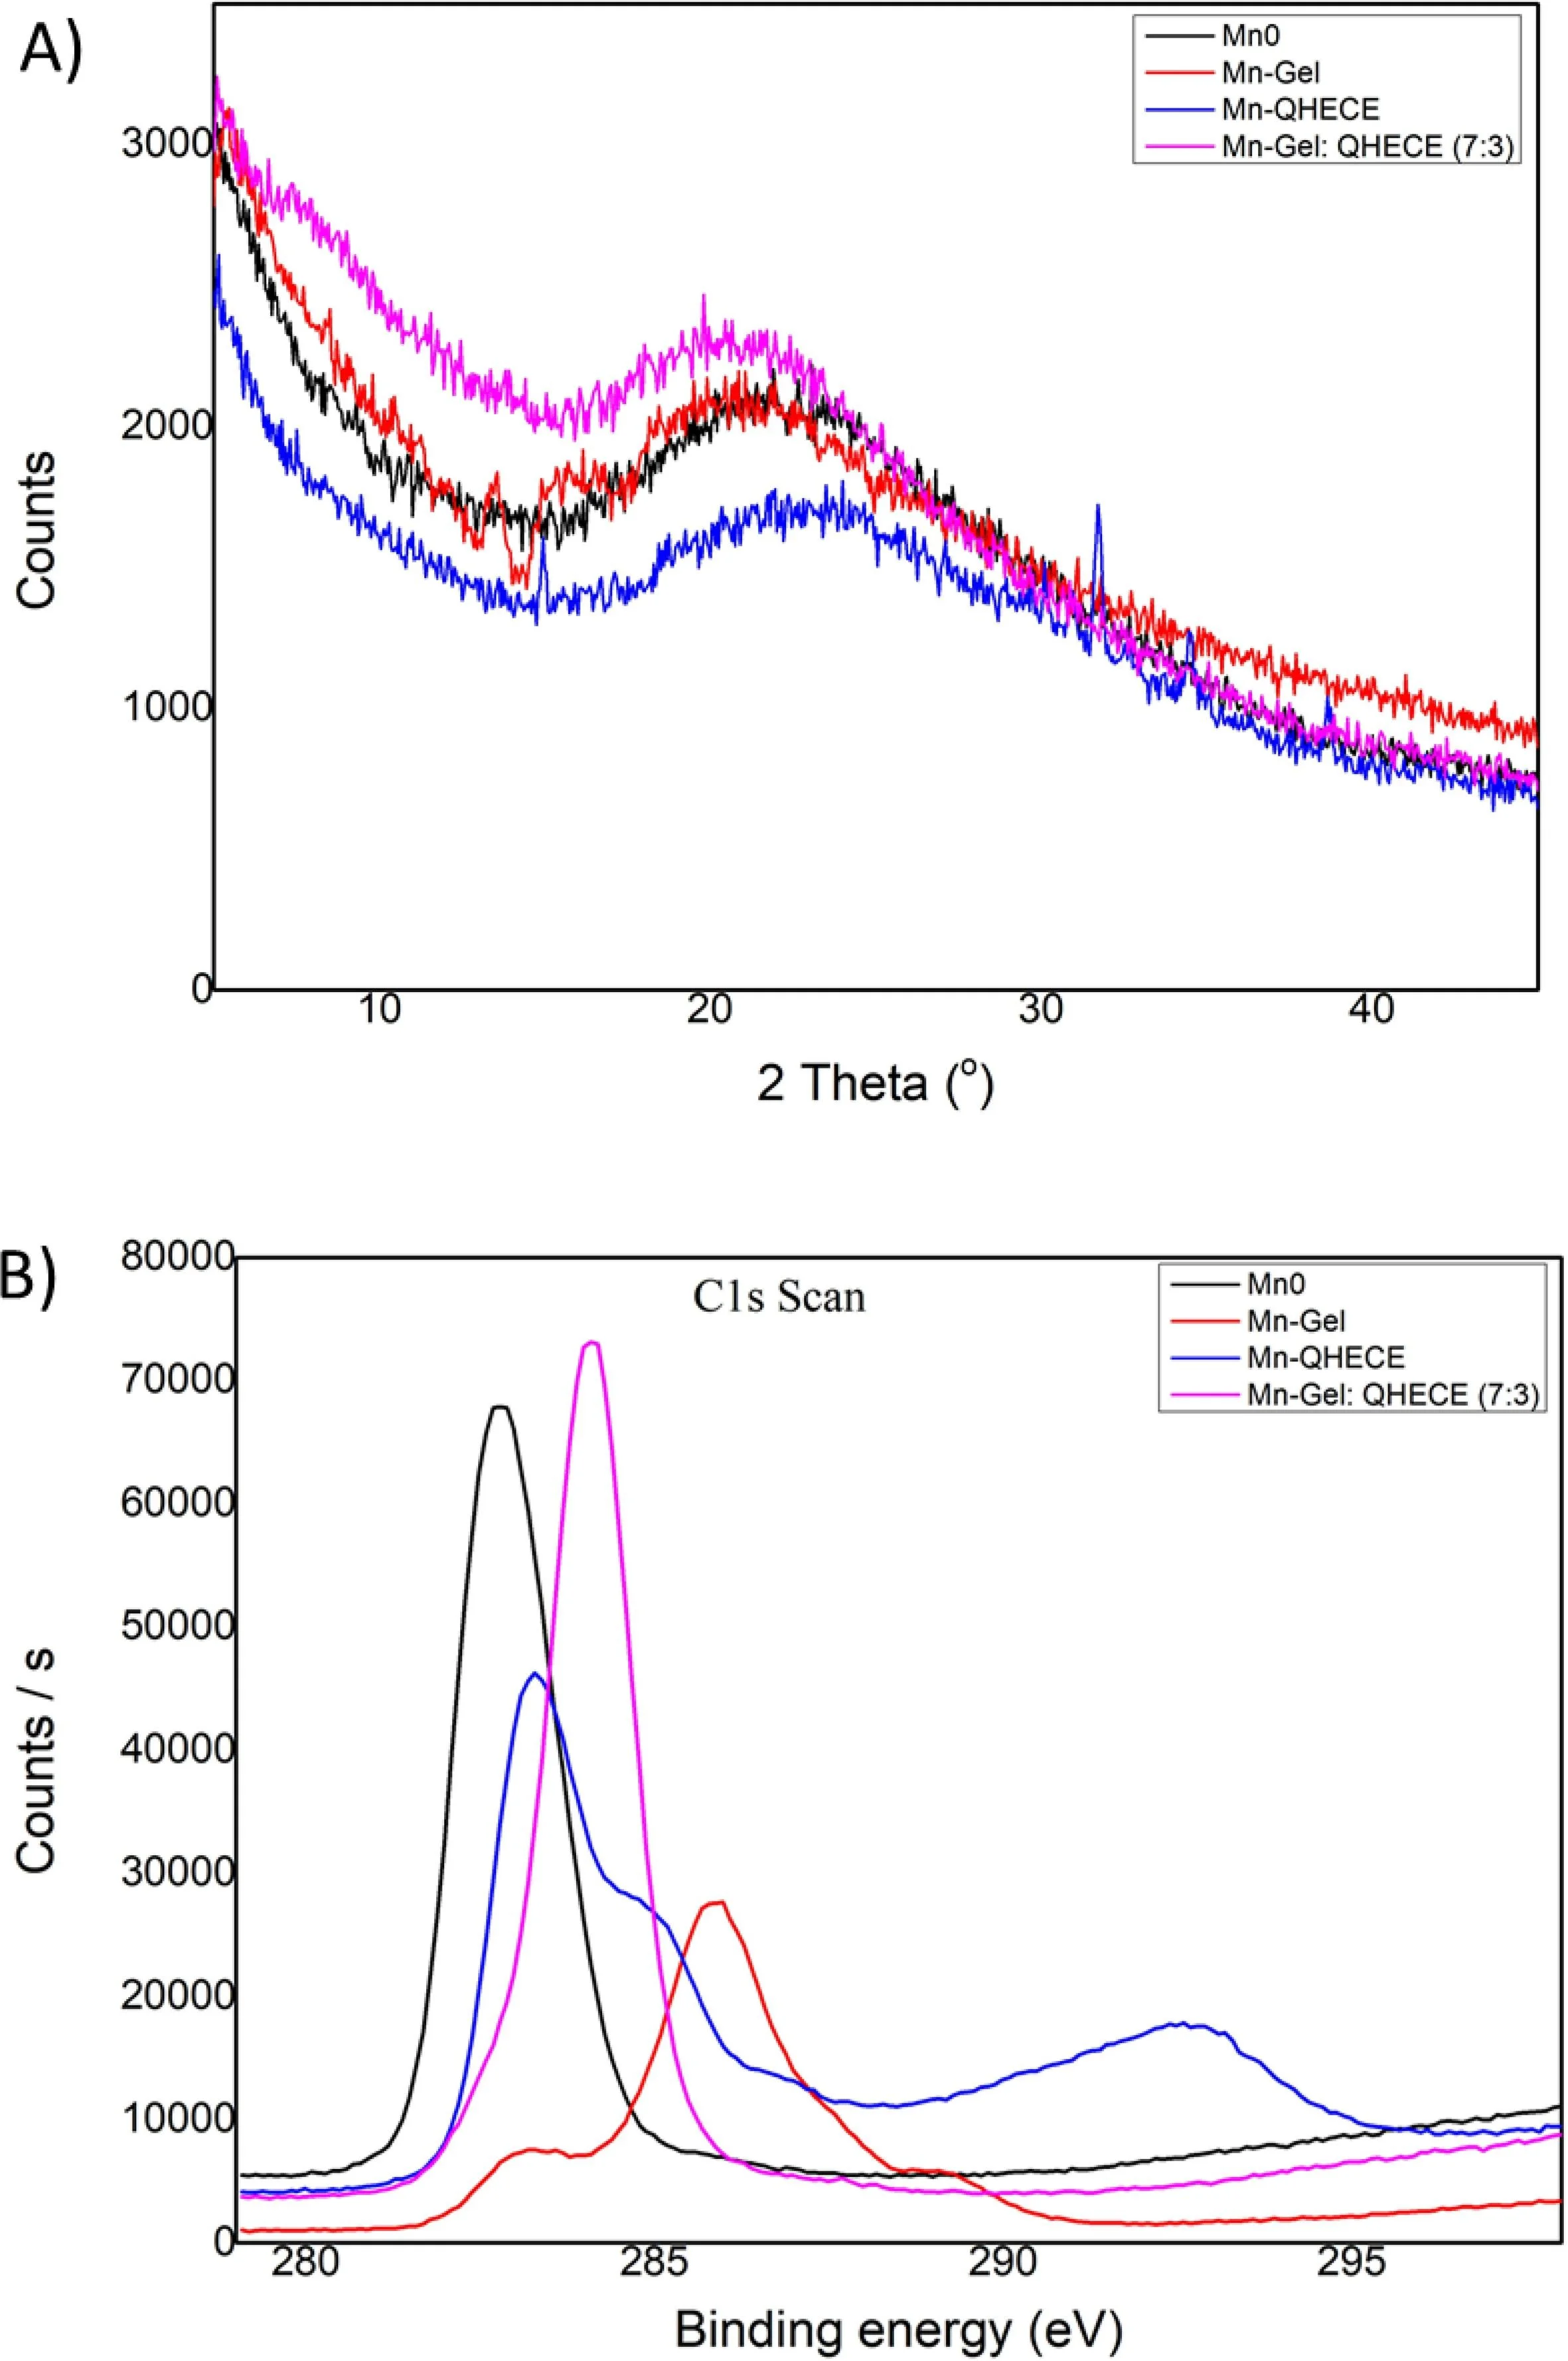 A)
Mn0
Mn-Gel
Mn-QHECE
Mn-Gel: QHECE (7:3)
3000
2000
1000
0
Counts
10 20 30 40
2 Theta (º)
B)
C1s Scan
Mn0
Mn-Gel
Mn-QHECE
Mn-Gel: QHECE (7:3)
80000
70000
60000
50000
40000
30000
20000
10000
0
Counts / s
280 285 290 295
Binding energy (eV)